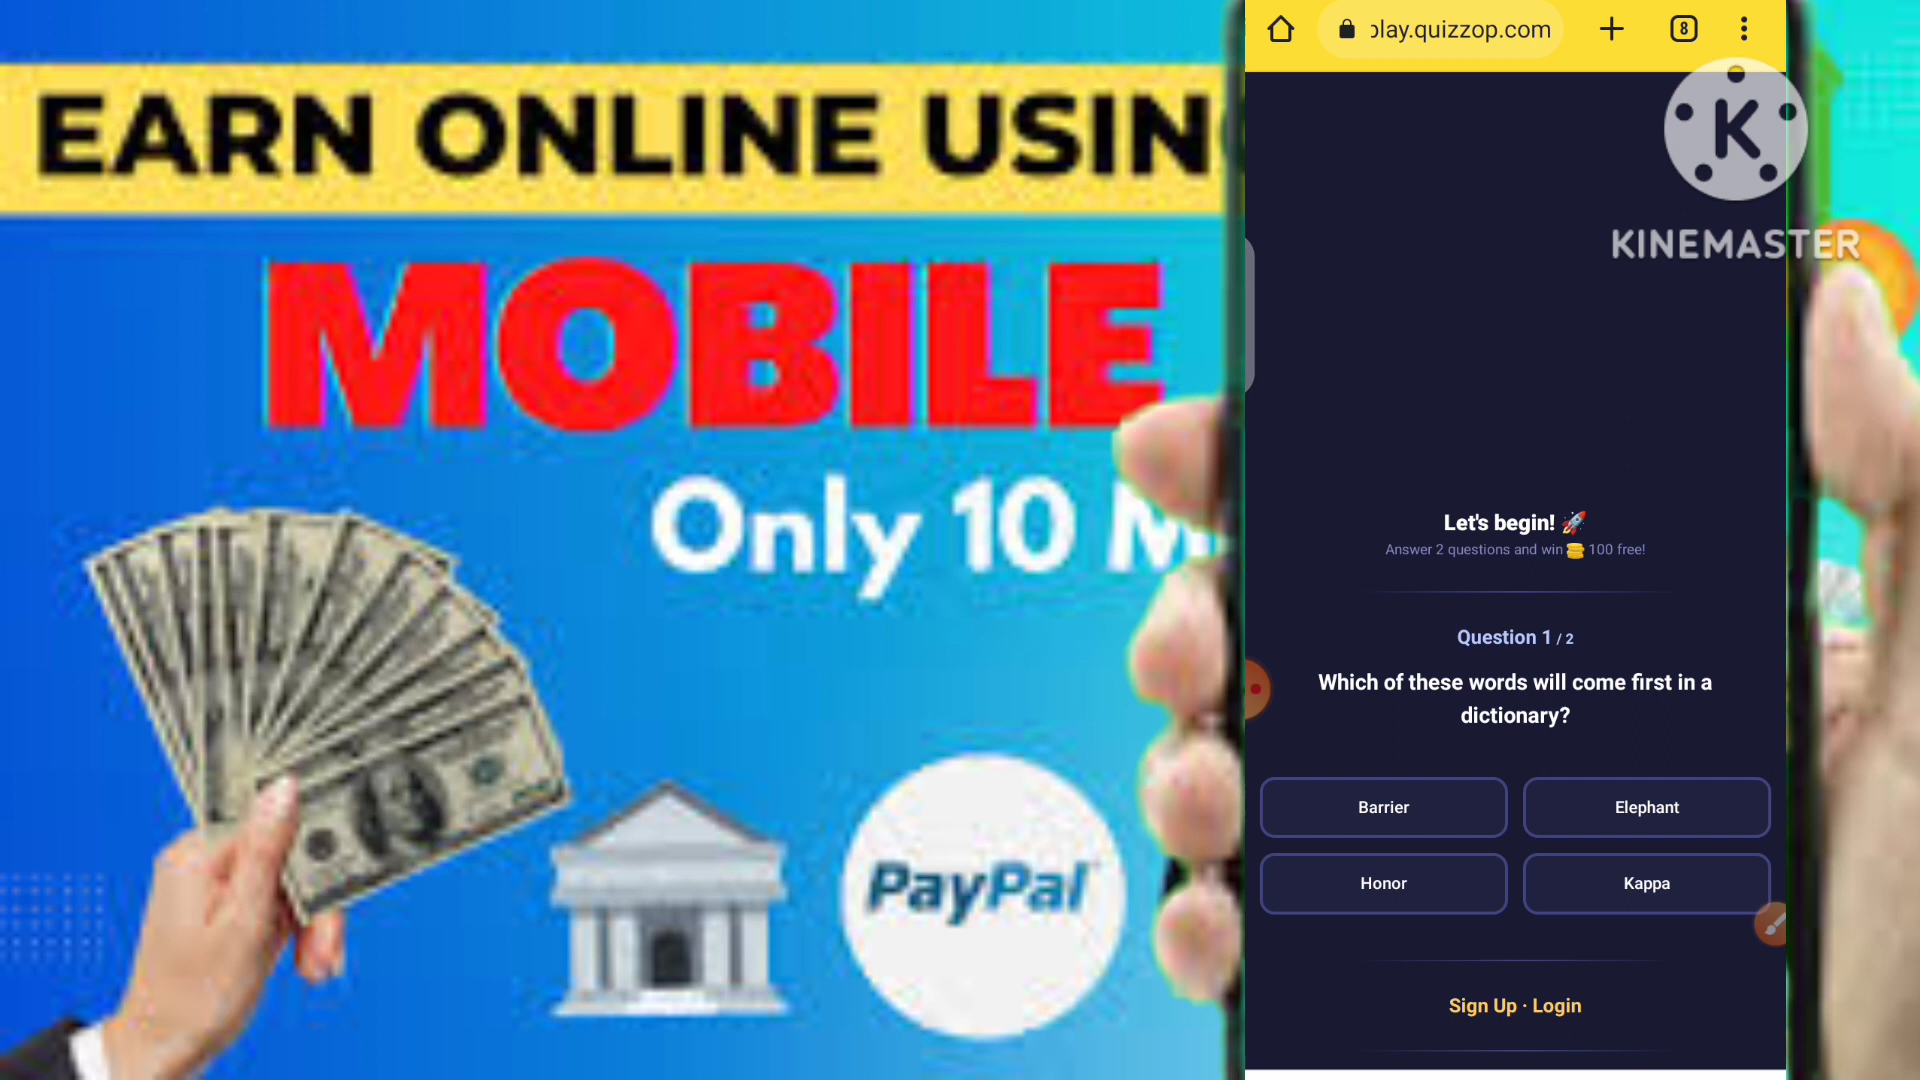 EARN ONLINE USIN
MOBILE
Only 10 M
PayPal
play.quizzop.com
8
K
KINEMASTER
Let's begin! 🚀
Answer 2 questions and win 100 free!
Question 1 / 2
Which of these words will come first in a
dictionary?
Barrier
Elephant
Honor
Kappa
Sign Up · Login